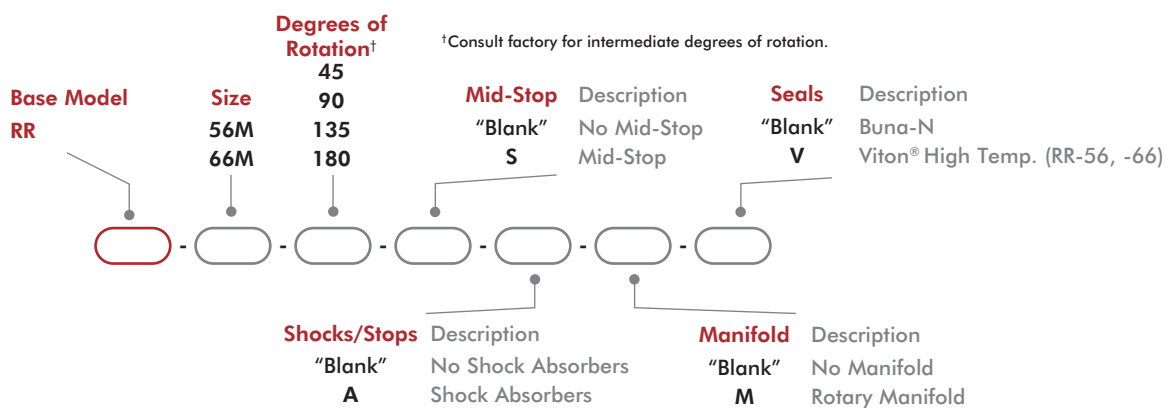 Degrees of
Rotation†
†Consult factory for intermediate degrees of rotation.
45
90
135
180
Base Model
RR
Size
56M
66M
Mid-Stop Description
"Blank" No Mid-Stop
S Mid-Stop
Seals Description
"Blank" Buna-N
V Viton® High Temp. (RR-56, -66)
- - - - - -
Shocks/Stops Description
"Blank" No Shock Absorbers
A Shock Absorbers
Manifold Description
"Blank" No Manifold
M Rotary Manifold